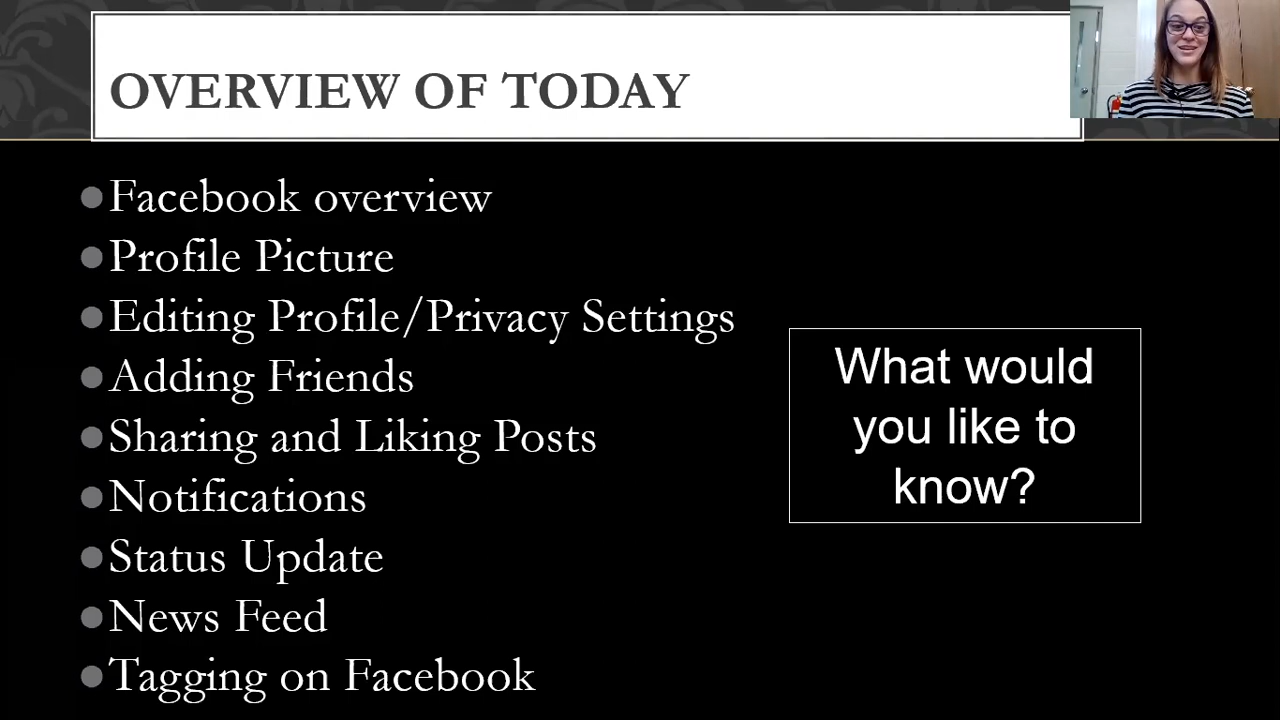 OVERVIEW OF TODAY
Facebook overview
Profile Picture
Editing Profile/Privacy Settings
Adding Friends
Sharing and Liking Posts
Notifications
Status Update
News Feed
Tagging on Facebook
What would
you like to
know?